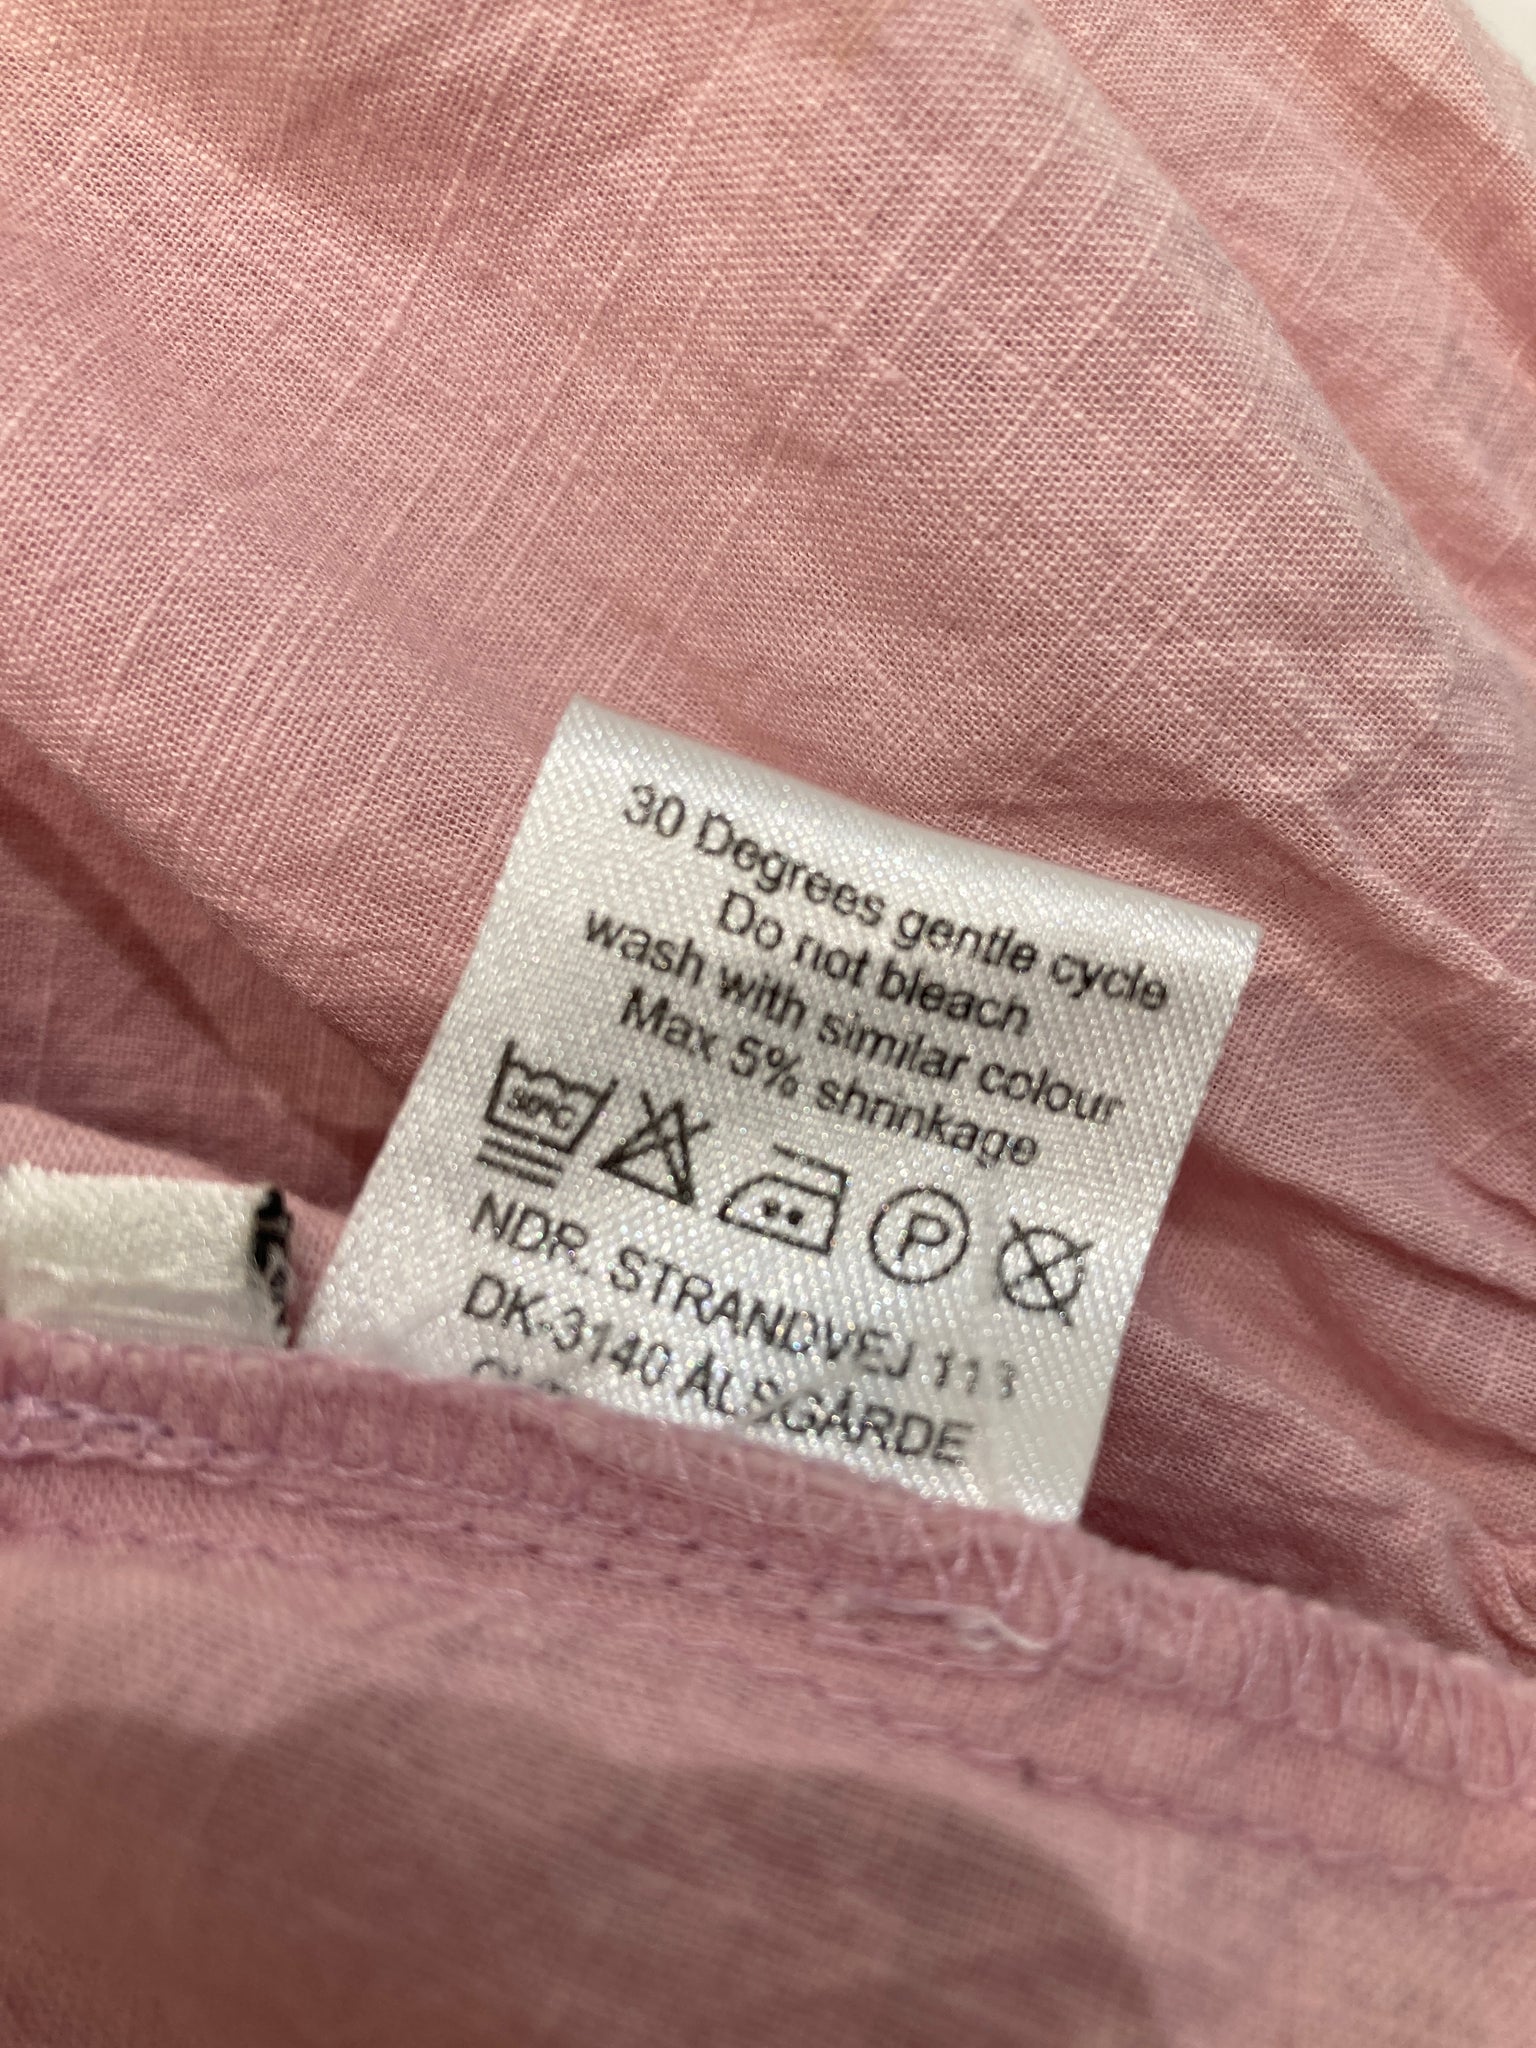 30 Degrees gentle cycle
Do not bleach
wash with similar colour
Max 5% shrinkage
30°C P
NDR. STRANDVEJ 113
DK-3140 ÅLSGÅRDE